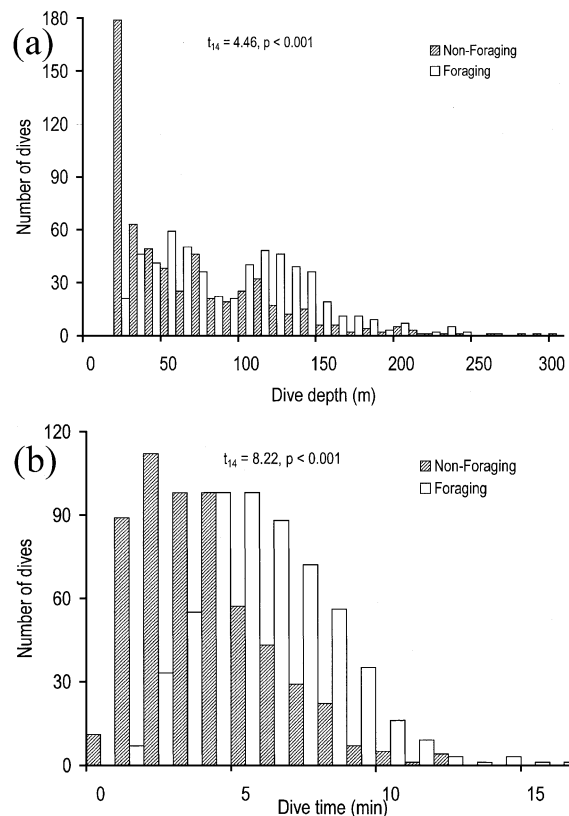 (a)
t14 = 4.46, p < 0.001
Non-Foraging
Foraging
Number of dives
180
150
120
90
60
30
0
0 50 100 150 200 250 300
Dive depth (m)
(b)
t14 = 8.22, p < 0.001
Non-Foraging
Foraging
Number of dives
120
90
60
30
0
0 5 10 15
Dive time (min)